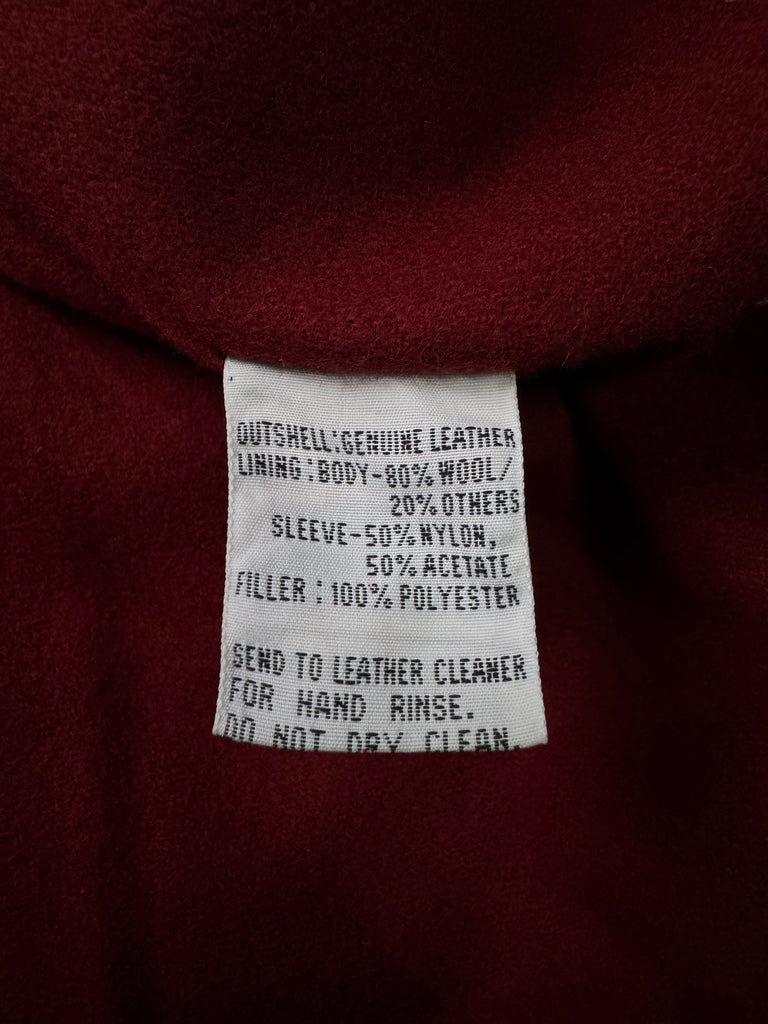 OUTSHELL:GENUINE LEATHER
LINING:BODY-80% WOOL/
20% OTHERS
SLEEVE-50% NYLON,
50% ACETATE
FILLER: 100% POLYESTER
SEND TO LEATHER CLEANER
FOR HAND RINSE.
DO NOT DRY CLEAN.